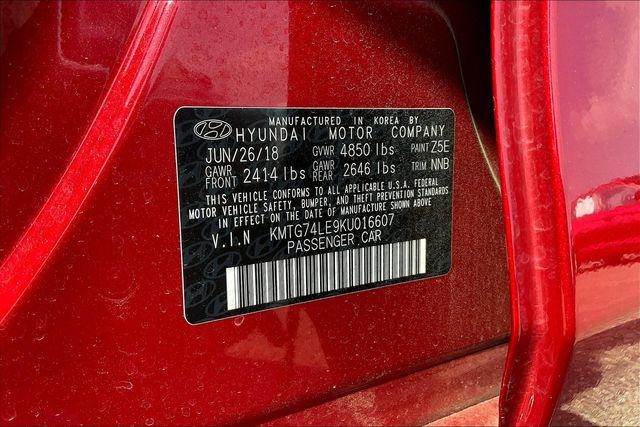 MANUFACTURED IN KOREA BY
HYUNDAI MOTOR COMPANY
JUN/26/18 GVWR 4850 lbs PAINT Z5E
GAWR FRONT 2414 lbs GAWR REAR 2646 lbs TRIM NNB
THIS VEHICLE CONFORMS TO ALL APPLICABLE U.S.A. FEDERAL
MOTOR VEHICLE SAFETY, BUMPER, AND THEFT PREVENTION STANDARDS
IN EFFECT ON THE DATE OF MANUFACTURE SHOWN ABOVE.
V.I.N KMTG74LE9KU016607
PASSENGER CAR